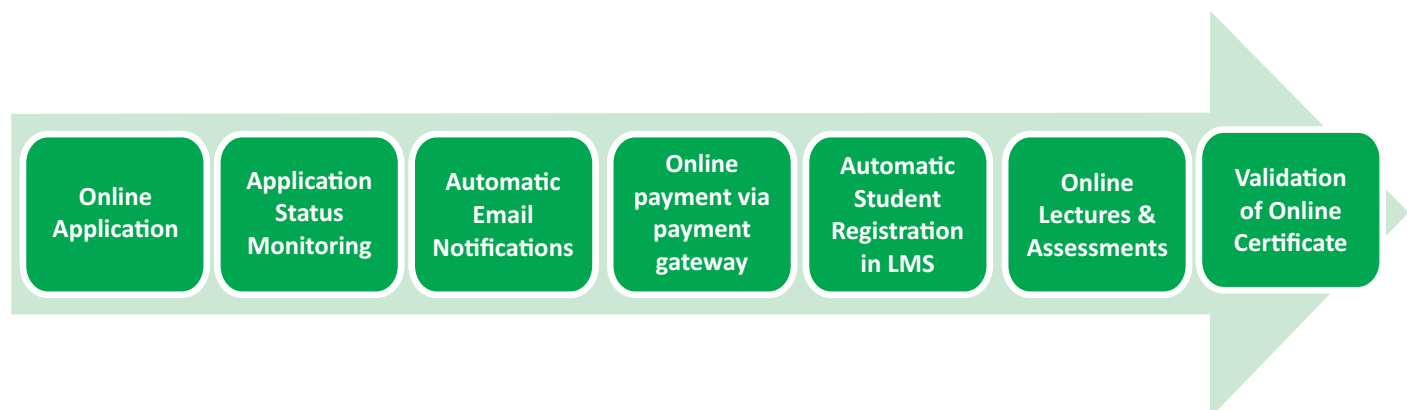 Online
Application
Application
Status
Monitoring
Automatic
Email
Notifications
Online
payment via
payment
gateway
Automatic
Student
Registration
in LMS
Online
Lectures &
Assessments
Validation
of Online
Certificate